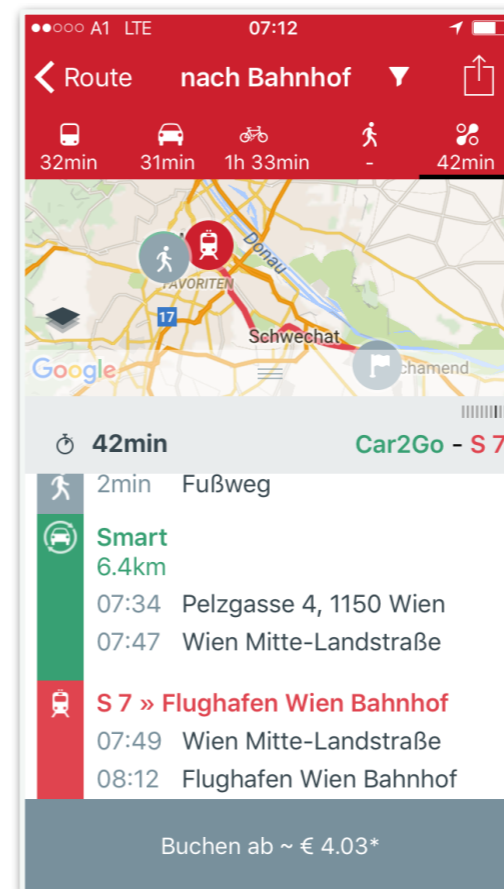 A1 LTE 07:12
Route nach Bahnhof
32min 31min 1h 33min - 42min
Donau
FAVORITEN
17
Schwechat
Google
chamend
42min Car2Go - S 7
2min Fußweg
Smart
6.4km
07:34 Pelzgasse 4, 1150 Wien
07:47 Wien Mitte-Landstraße
S 7 » Flughafen Wien Bahnhof
07:49 Wien Mitte-Landstraße
08:12 Flughafen Wien Bahnhof
Buchen ab ~ € 4.03*